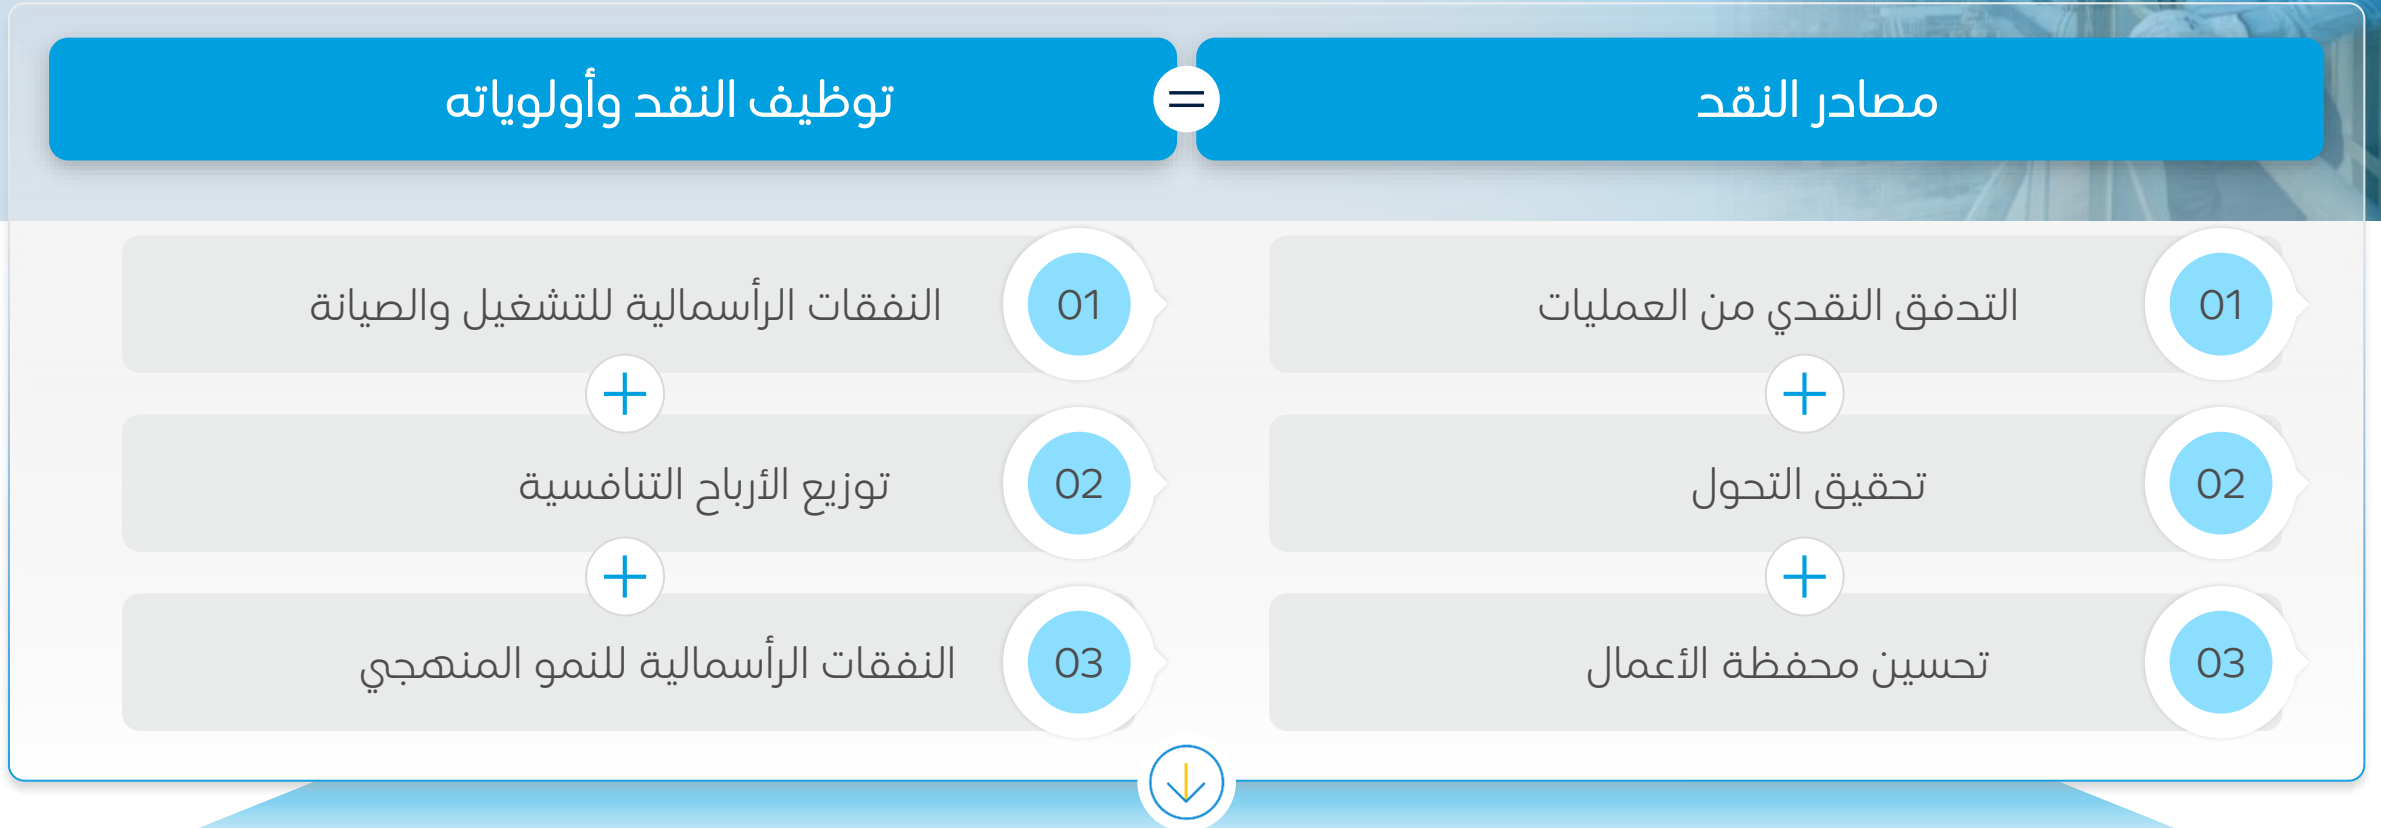 مصادر النقد
=
توظيف النقد وأولوياته
01
التدفق النقدي من العمليات
+
02
تحقيق التحول
+
03
تحسين محفظة الأعمال
01
النفقات الرأسمالية للتشغيل والصيانة
+
02
توزيع الأرباح التنافسية
+
03
النفقات الرأسمالية للنمو المنهجي